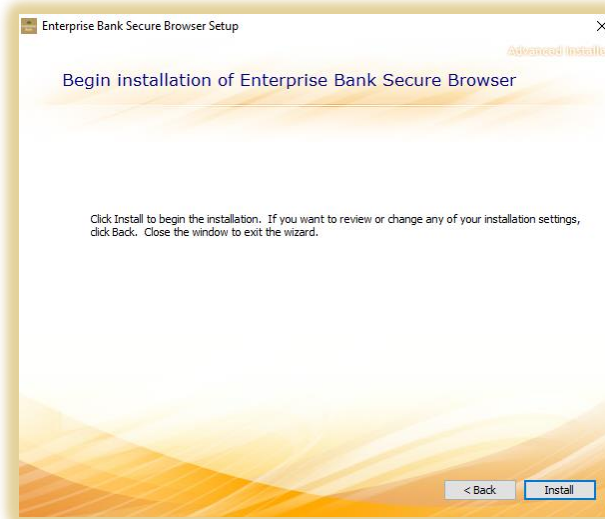 Enterprise Bank Secure Browser Setup
Advanced Installe
Begin installation of Enterprise Bank Secure Browser
Click Install to begin the installation.  If you want to review or change any of your installation settings,
click Back.  Close the window to exit the wizard.
< Back
Install